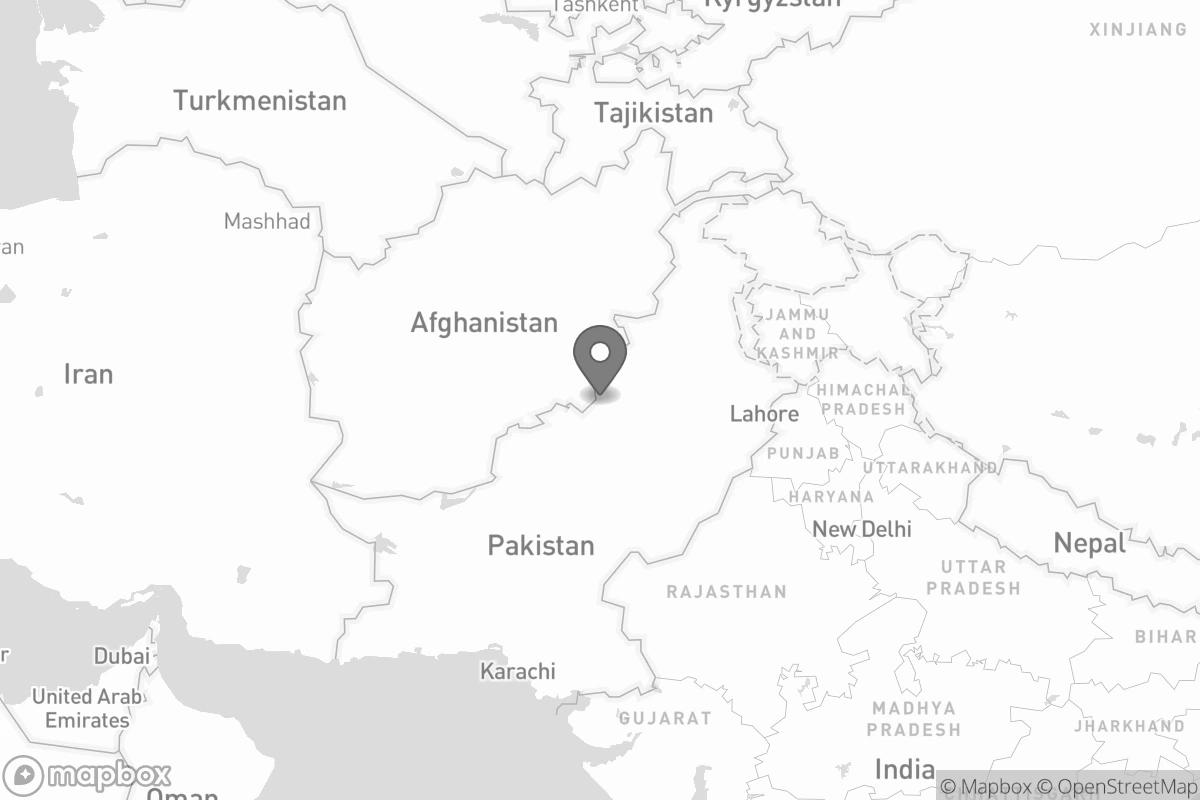 Tashkent
Kyrgyzstan
XINJIANG
Turkmenistan
Tajikistan
Mashhad
Afghanistan
JAMMU
AND
KASHMIR
Iran
HIMACHAL
PRADESH
Lahore
PUNJAB
UTTARAKHAND
HARYANA
New Delhi
Pakistan
Nepal
UTTAR
PRADESH
RAJASTHAN
BIHAR
Dubai
Karachi
United Arab
Emirates
GUJARAT
MADHYA
PRADESH
JHARKHAND
India
mapbox
Oman
© Mapbox © OpenStreetMap